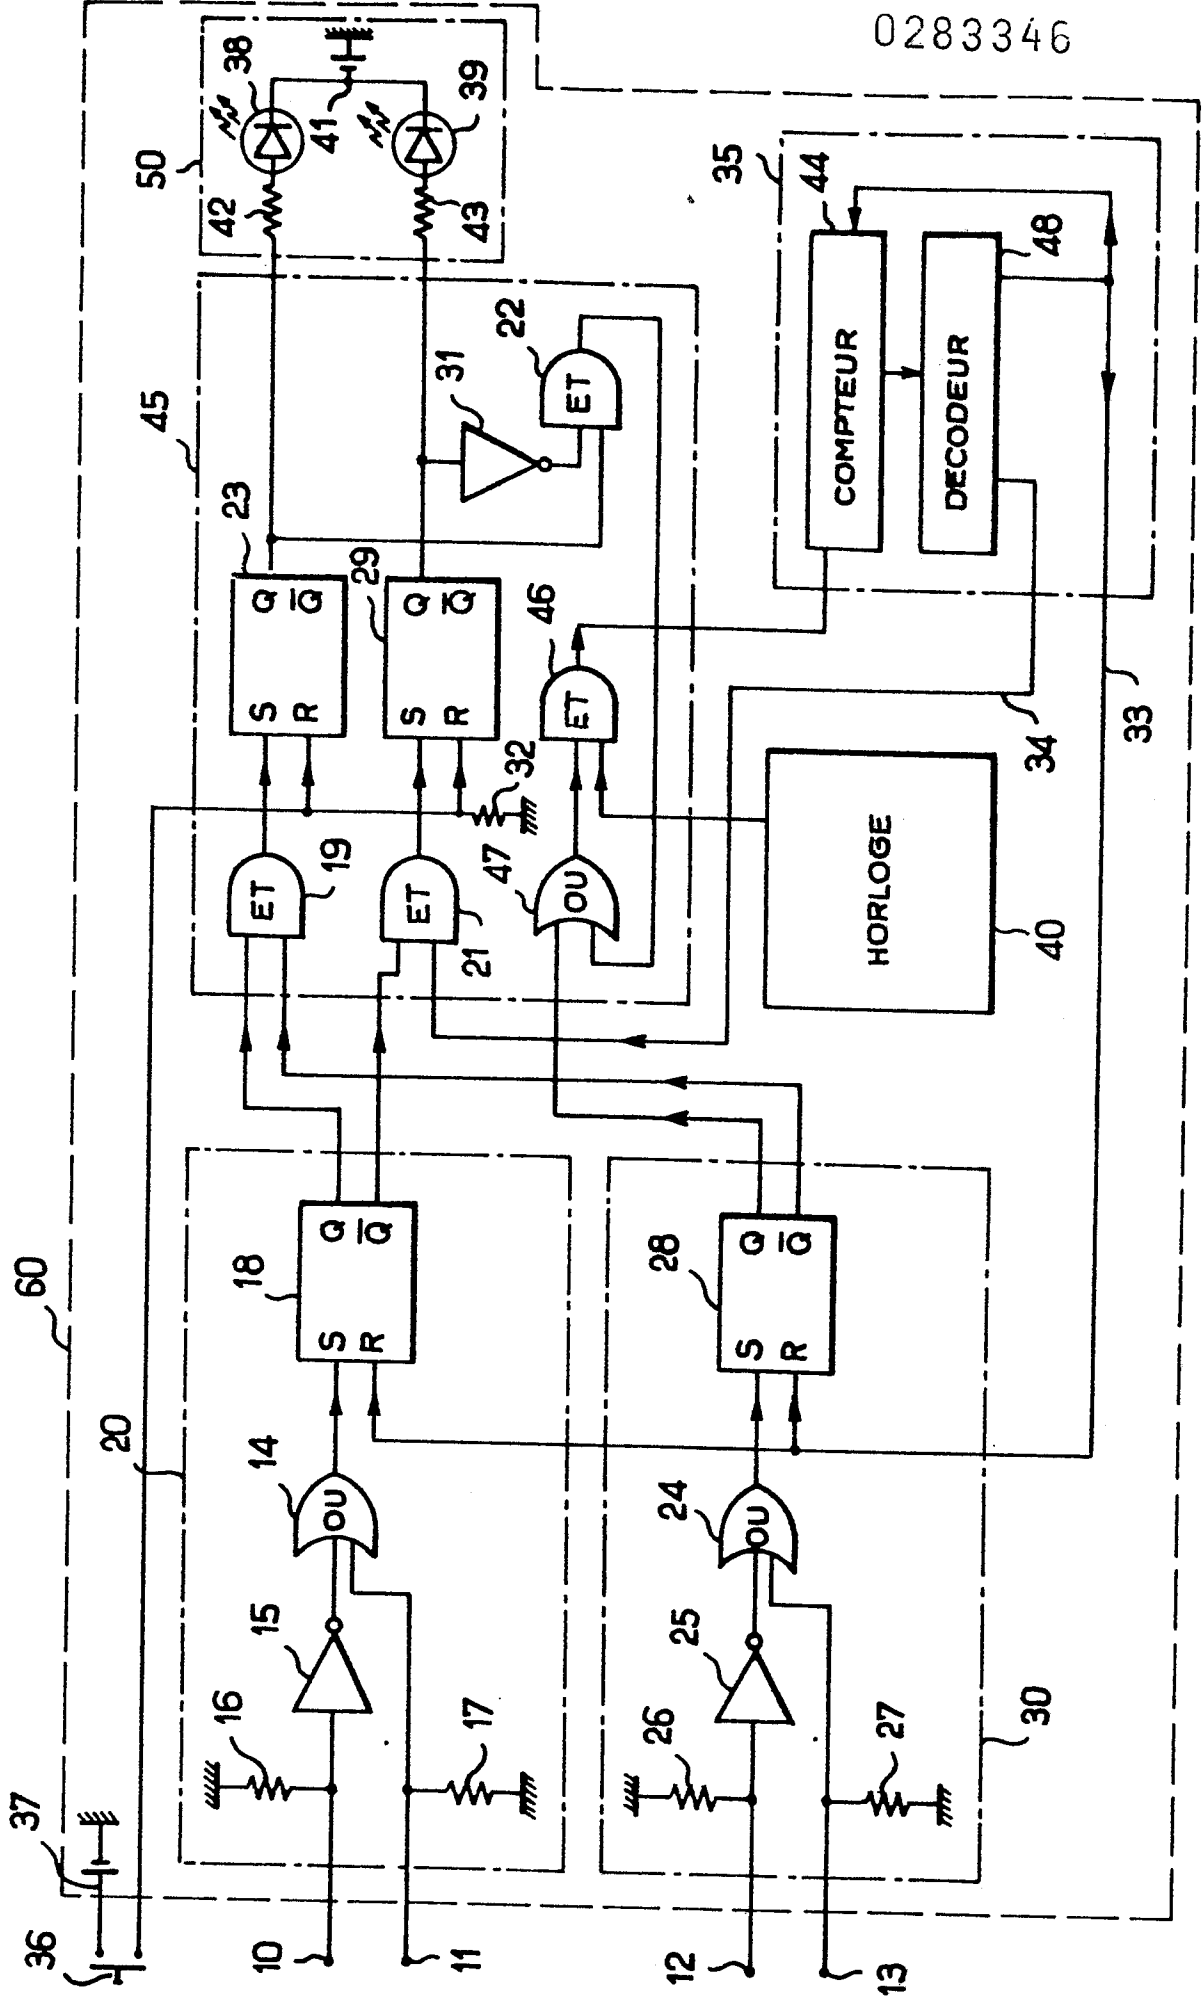 0283346
60
50
42
38
41
39
43
45
23
S Q
R Q̅
29
S Q
R Q̅
31
22
ET
46
ET
32
19
ET
21
ET
47
OU
35
44
COMPTEUR
48
DECODEUR
34
33
HORLOGE
40
20
18
S Q
R Q̅
14
OU
15
16
17
28
S Q
R Q̅
24
OU
25
26
27
30
37
36
10
11
12
13